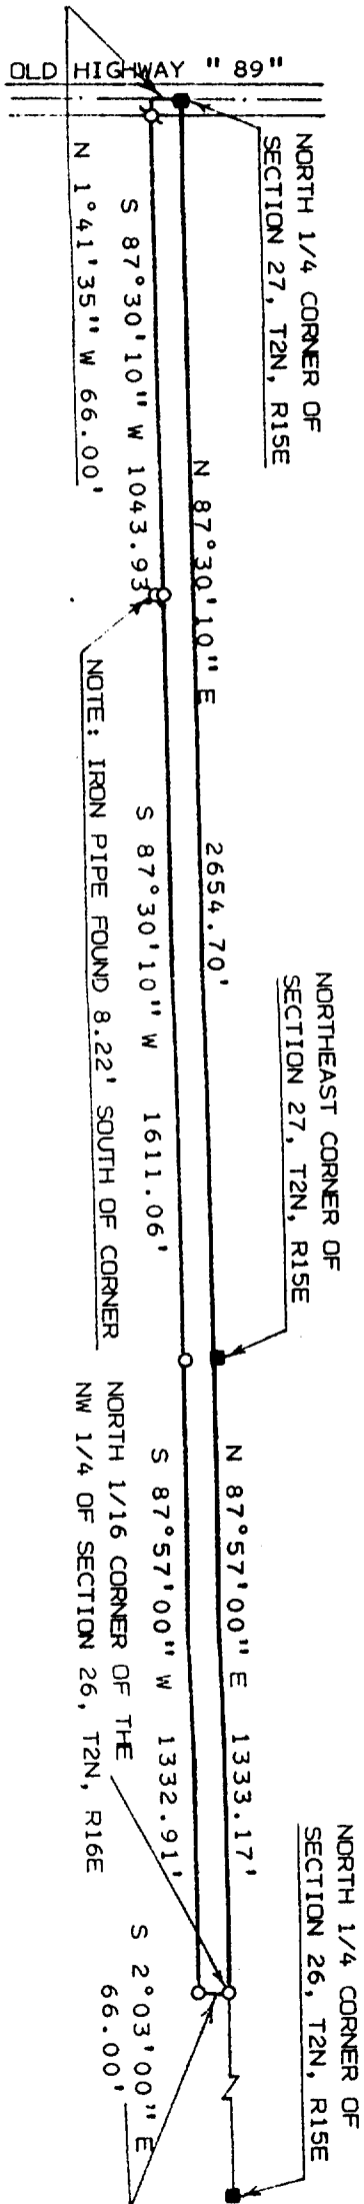 OLD HIGHWAY "89"
NORTH 1/4 CORNER OF
SECTION 27, T2N, R15E
N 87°30'10" E 2654.70'
S 87°30'10" W 1043.93'
N 1°41'35" W 66.00'
NOTE: IRON PIPE FOUND 8.22' SOUTH OF CORNER
S 87°30'10" W 1611.06'
NORTHEAST CORNER OF
SECTION 27, T2N, R15E
N 87°57'00" E 1333.17'
S 87°57'00" W 1332.91'
NORTH 1/16 CORNER OF THE
NW 1/4 OF SECTION 26, T2N, R16E
NORTH 1/4 CORNER OF
SECTION 26, T2N, R15E
S 2°03'00" E
66.00'